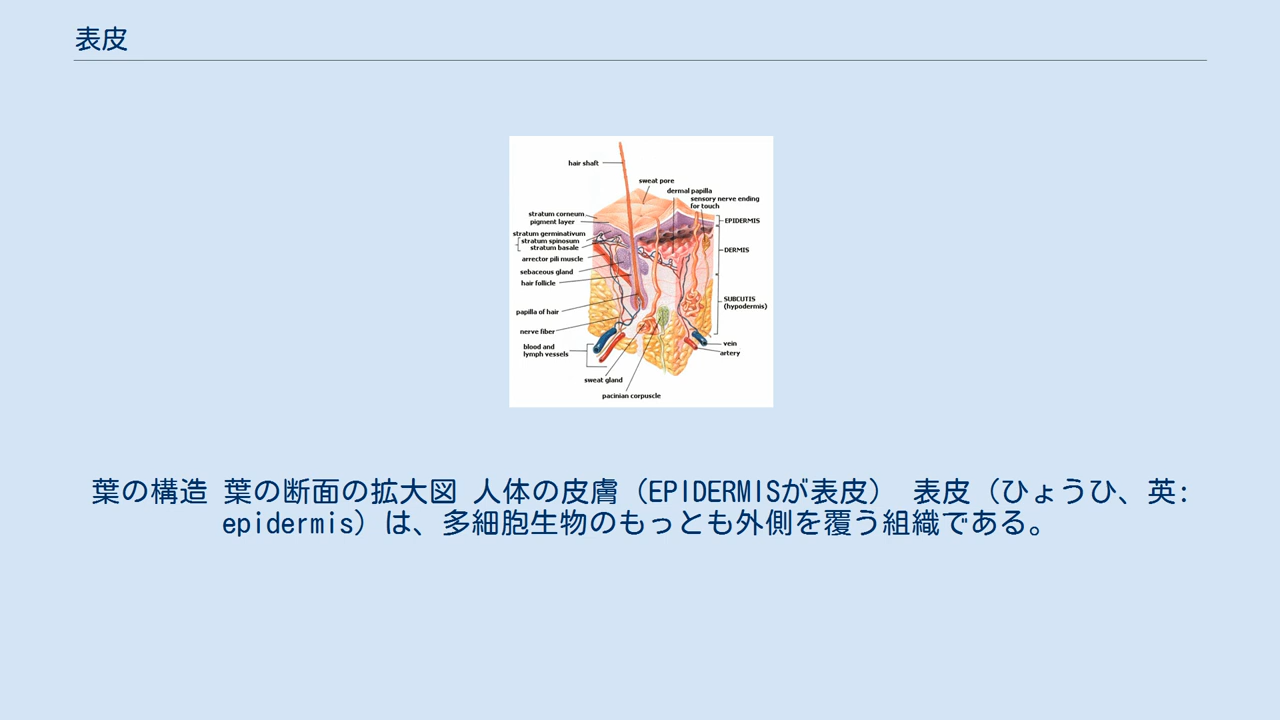 表皮
hair shaft
sweat pore
dermal papilla
sensory nerve ending
for touch
stratum corneum
pigment layer
EPIDERMIS
stratum germinativum
stratum spinosum
stratum basale
DERMIS
arrector pili muscle
sebaceous gland
hair follicle
SUBCUTIS
(hypodermis)
papilla of hair
nerve fiber
blood and
lymph vessels
vein
artery
sweat gland
pacinian corpuscle
葉の構造 葉の断面の拡大図 人体の皮膚（EPIDERMISが表皮） 表皮（ひょうひ、英:
epidermis）は、多細胞生物のもっとも外側を覆う組織である。